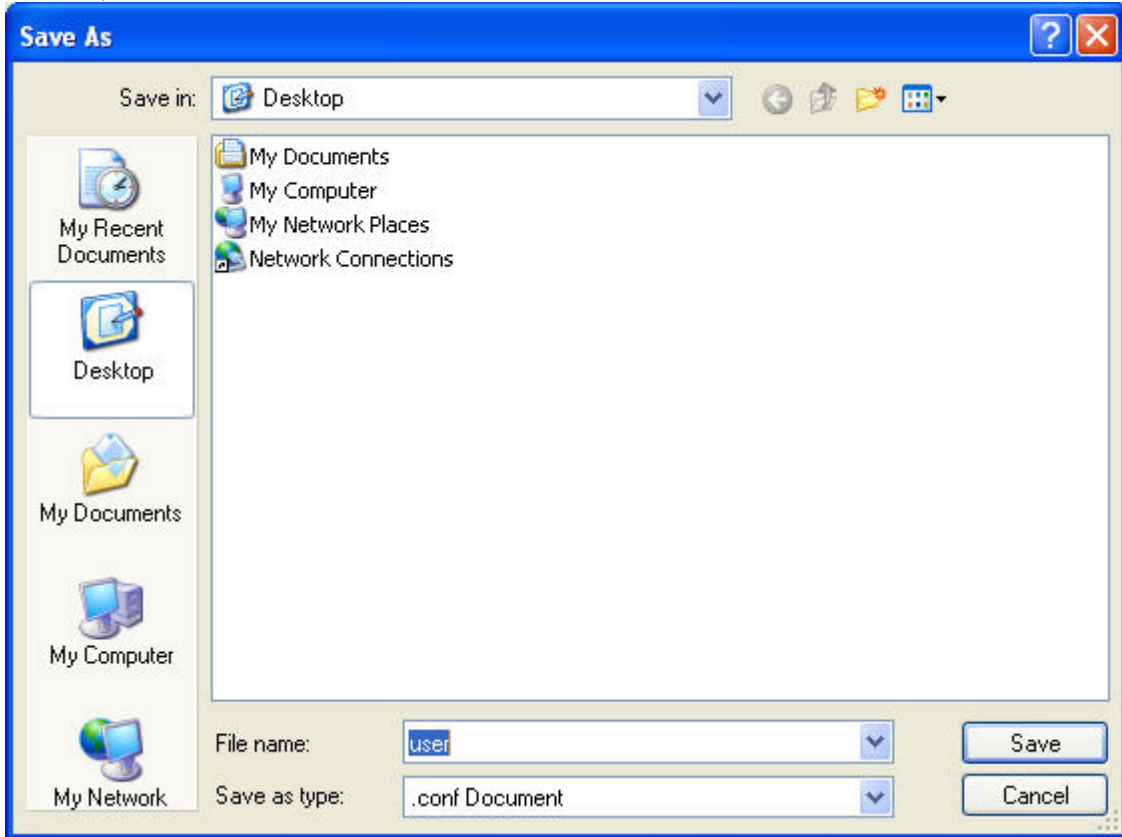 Save As
Save in:
Desktop
My Recent
Documents
Desktop
My Documents
My Computer
My Network
My Documents
My Computer
My Network Places
Network Connections
File name:
user
Save
Save as type:
.conf Document
Cancel